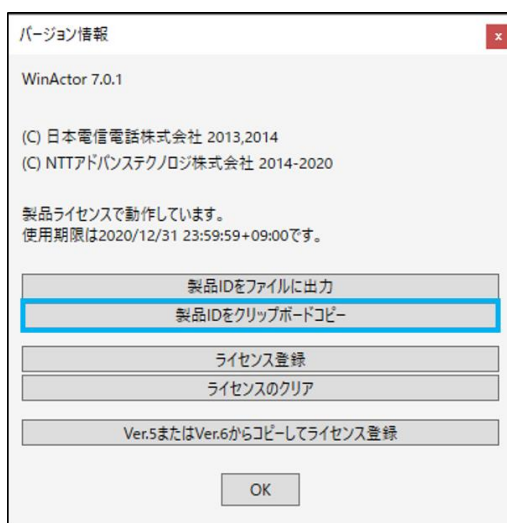 バージョン情報
x
WinActor 7.0.1
(C) 日本電信電話株式会社 2013,2014
(C) NTTアドバンステクノロジ株式会社 2014-2020
製品ライセンスで動作しています。
使用期限は2020/12/31 23:59:59+09:00です。
製品IDをファイルに出力
製品IDをクリップボードコピー
ライセンス登録
ライセンスのクリア
Ver.5またはVer.6からコピーしてライセンス登録
OK